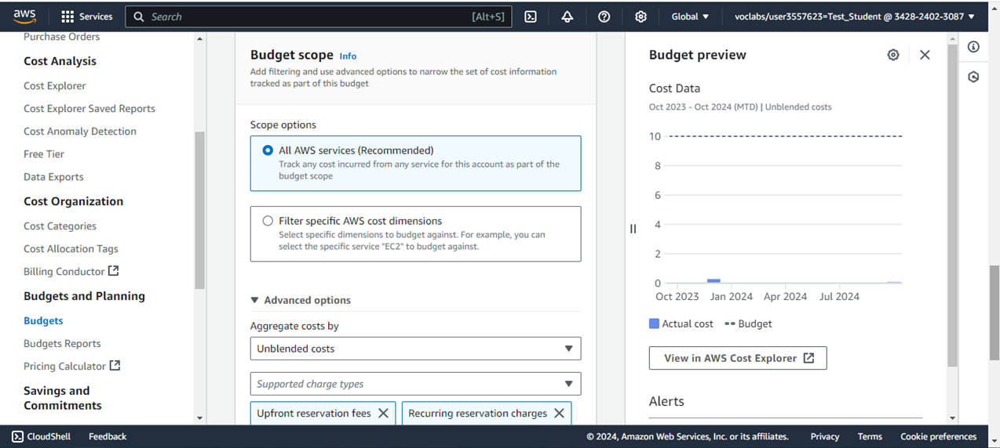 aws
Services
Search
[Alt+S]
Global
voclabs/user3557623=Test_Student @ 3428-2402-3087
Purchase Orders
Cost Analysis
Cost Explorer
Cost Explorer Saved Reports
Cost Anomaly Detection
Free Tier
Data Exports
Cost Organization
Cost Categories
Cost Allocation Tags
Billing Conductor
Budgets and Planning
Budgets
Budgets Reports
Pricing Calculator
Savings and
Commitments
Budget scope Info
Add filtering and use advanced options to narrow the set of cost information
tracked as part of this budget
Scope options
All AWS services (Recommended)
Track any cost incurred from any service for this account as part of the
budget scope
Filter specific AWS cost dimensions
Select specific dimensions to budget against. For example, you can
select the specific service "EC2" to budget against.
Advanced options
Aggregate costs by
Unblended costs
Supported charge types
Upfront reservation fees
Recurring reservation charges
Budget preview
Cost Data
Oct 2023 - Oct 2024 (MTD) | Unblended costs
10
8
6
4
2
0
Oct 2023 Jan 2024 Apr 2024 Jul 2024
Actual cost Budget
View in AWS Cost Explorer
Alerts
CloudShell
Feedback
© 2024, Amazon Web Services, Inc. or its affiliates.
Privacy
Terms
Cookie preferences